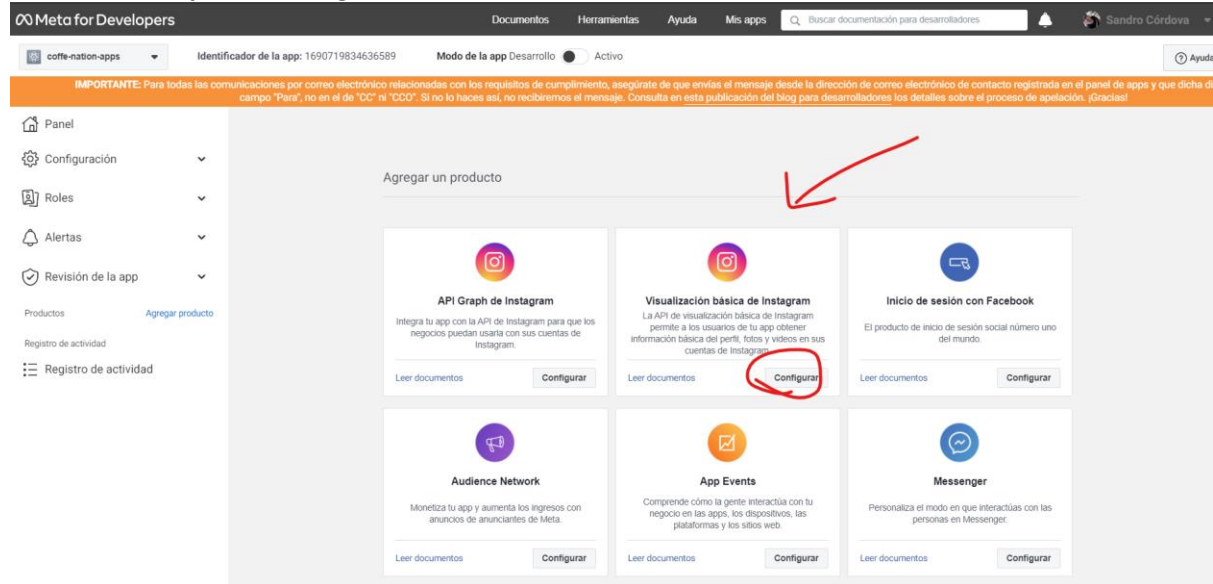 Meta for Developers
Documentos
Herramientas
Ayuda
Mis apps
Buscar documentación para desarrolladores
Sandro Córdova
coffe-nation-apps
Identificador de la app: 1690719834636589
Modo de la app Desarrollo
Activo
Ayuda
IMPORTANTE: Para todas las comunicaciones por correo electrónico relacionadas con los requisitos de cumplimiento, asegúrate de que envías el mensaje desde la dirección de correo electrónico de contacto registrada en el panel de apps y que dicha
campo "Para", no en el de "CC" ni "CCO". Si no lo haces así, no recibiremos el mensaje. Consulta en esta publicación del blog para desarrolladores los detalles sobre el proceso de apelación. ¡Gracias!
Panel
Configuración
Roles
Alertas
Revisión de la app
Productos
Agregar producto
Registro de actividad
Registro de actividad
Agregar un producto
API Graph de Instagram
Integra tu app con la API de Instagram para que los
negocios puedan usarla con sus cuentas de
Instagram.
Leer documentos
Configurar
Visualización básica de Instagram
La API de visualización básica de Instagram
permite a los usuarios de tu app obtener
información básica del perfil, fotos y videos en sus
cuentas de Instagram.
Leer documentos
Configurar
Inicio de sesión con Facebook
El producto de inicio de sesión social número uno
del mundo.
Leer documentos
Configurar
Audience Network
Monetiza tu app y aumenta los ingresos con
anuncios de anunciantes de Meta.
Leer documentos
Configurar
App Events
Comprende cómo la gente interactúa con tu
negocio en las apps, los dispositivos, las
plataformas y los sitios web.
Leer documentos
Configurar
Messenger
Personaliza el modo en que interactúas con las
personas en Messenger.
Leer documentos
Configurar